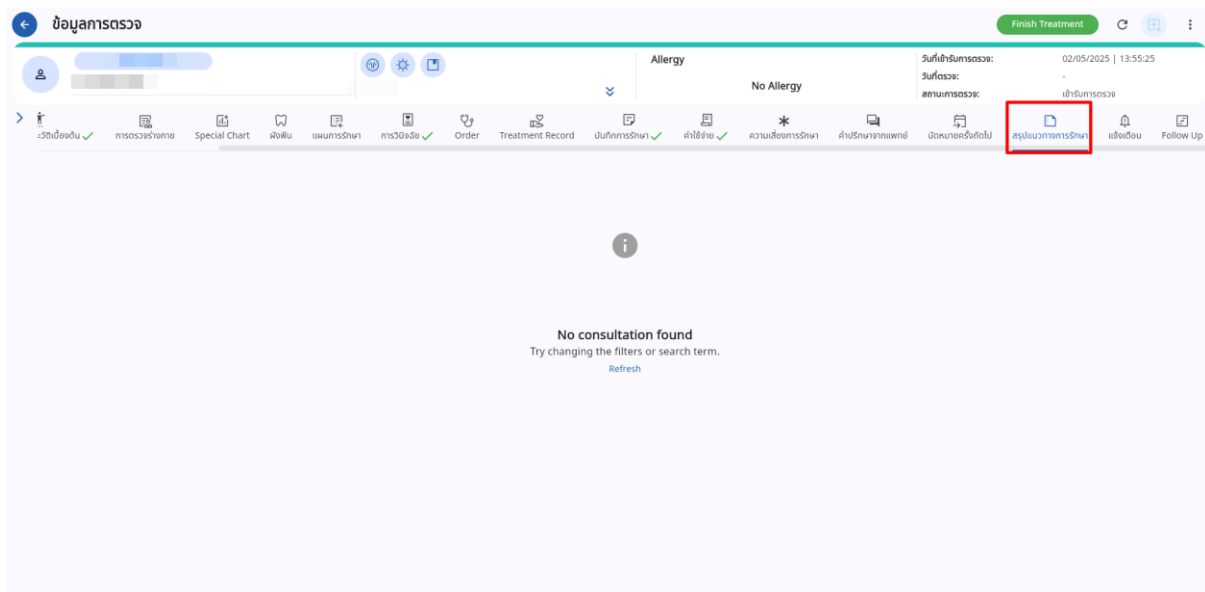 ข้อมูลการตรวจ
Finish Treatment
Allergy
No Allergy
วันที่เข้ารับการตรวจ: 02/05/2025 | 13:55:25
วันที่ตรวจ: -
สถานะการตรวจ: เข้ารับการตรวจ
ะวัติเบื้องต้น การตรวจร่างกาย Special Chart ผังฟัน แผนการรักษา การวินิจฉัย Order Treatment Record บันทึกการรักษา ค่าใช้จ่าย ความเสี่ยงการรักษา คำปรึกษาจากแพทย์ นัดหมายครั้งถัดไป สรุปแนวทางการรักษา แจ้งเตือน Follow Up
No consultation found
Try changing the filters or search term.
Refresh